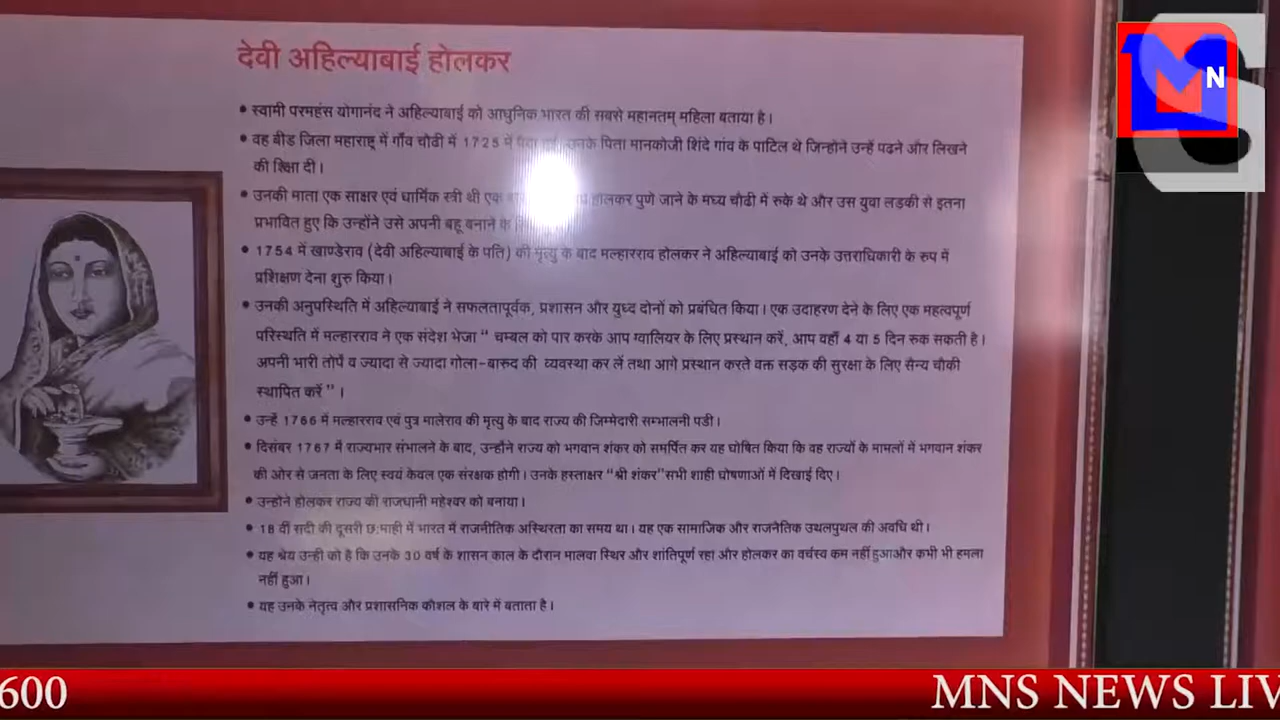 देवी अहिल्याबाई होलकर
• स्वामी परमहंस योगानंद ने अहिल्याबाई को आधुनिक भारत की सबसे महानतम् महिला बताया है।
• वह बीड जिला महाराष्ट्र में गाँव चोंढी में 1725 में उनके पिता मानकोजी शिंदे गांव के पाटिल थे जिन्होने उन्हें पढने और लिखने
की शिक्षा दी।
• उनकी माता एक साक्षर एवं धार्मिक स्त्री थी एक होलकर पुणे जाने के मध्य चौढी में रुके थे और उस युवा लड़की से इतना
प्रभावित हुए कि उन्होंने उसे अपनी बहू बनाने
• 1754 में खाण्डेराव (देवी अहिल्याबाई के पति) की मृत्यु के बाद मल्हारराव होलकर ने अहिल्याबाई को उनके उत्तराधिकारी के रुप में
प्रशिक्षण देना शुरु किया।
• उनकी अनुपस्थिति में अहिल्याबाई ने सफलतापूर्वक, प्रशासन और युध्द दोनों को प्रबंधित किया। एक उदाहरण देने के लिए एक महत्वपूर्ण
परिस्थति में मल्हारराव ने एक संदेश भेजा “ चम्बल को पार करके आप ग्वालियर के लिए प्रस्थान करें, आप वहाँ 4 या 5 दिन रुक सकती है।
अपनी भारी तोपें व ज्यादा से ज्यादा गोला-बारुद की व्यवस्था कर लें तथा आगे प्रस्थान करते वक्त सड़क की सुरक्षा के लिए सैन्य चौकी
स्थापित करें ”।
• उन्हें 1766 में मल्हारराव एवं पुत्र मालेराव की मृत्यु के बाद राज्य की जिम्मेदारी सम्भालनी पडी।
• दिसंबर 1767 में राज्यभार संभालने के बाद, उन्होंने राज्य को भगवान शंकर को समर्पित कर यह घोषित किया कि वह राज्यों के मामलों में भगवान शंकर
की ओर से जनता के लिए स्वयं केवल एक संरक्षक होगी। उनके हस्ताक्षर “श्री शंकर”सभी शाही घोषणाओं में दिखाई दिए।
• उन्होंने होलकर राज्य की राजधानी महेश्वर को बनाया।
• 18 वीं सदी की दूसरी छ:माही में भारत में राजनीतिक अस्थिरता का समय था। वह एक सामाजिक और राजनेतिक उथलपुथल की अवधि थी।
• यह श्रेय उन्ही को है कि उनके 30 वर्ष के शासन काल के दौरान मालवा स्थिर और शांतिपूर्ण रहा और होलकर का वर्चस्व कम नहीं हुआऔर कभी भी हमला
नहीं हुआ।
• यह उनके नेतृत्व और प्रशासनिक कौशल के बारे में बताता है।
MN
S
600
MNS NEWS LIV